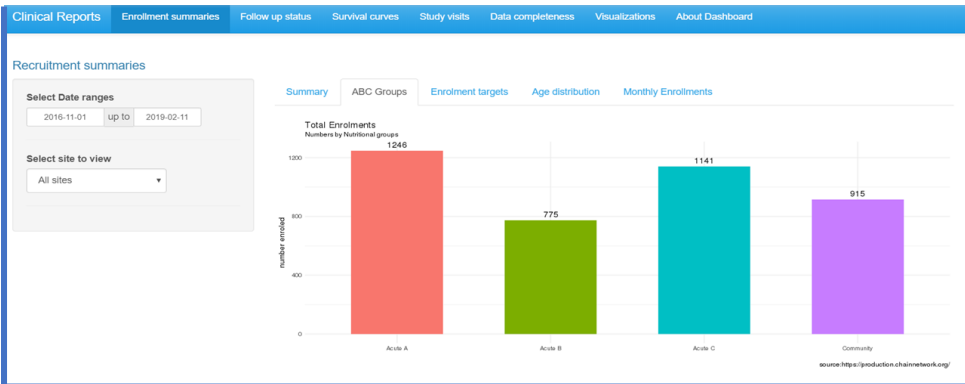 Clinical Reports Enrollment summaries Follow up status Survival curves Study visits Data completeness Visualizations About Dashboard
Recruitment summaries
Select Date ranges
2016-11-01 up to 2019-02-11
Select site to view
All sites
Summary ABC Groups Enrolment targets Age distribution Monthly Enrollments
Total Enrolments
Numbers by Nutritional groups
1246
775
1141
915
number enroled
1200
800
400
0
Acute A Acute B Acute C Community
source:https://production.chainnetwork.org/